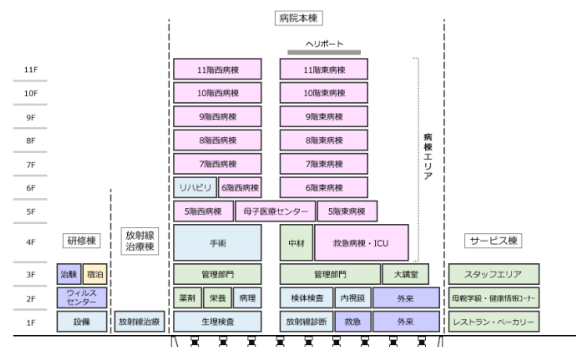 病院本棟
ヘリポート
11F
11階西病棟
11階東病棟
10F
10階西病棟
10階東病棟
9F
9階西病棟
9階東病棟
8F
8階西病棟
8階東病棟
7F
7階西病棟
7階東病棟
病棟エリア
6F
リハビリ
6階西病棟
6階東病棟
5F
5階西病棟
母子医療センター
5階東病棟
4F
研修棟
放射線
治療棟
手術
中材
救急病棟・ICU
サービス棟
3F
治験
宿泊
管理部門
管理部門
大講堂
スタッフエリア
2F
ウィルス
センター
薬剤
栄養
病理
検体検査
内視鏡
外来
母親学級・健康情報コーナー
1F
設備
放射線治療
生理検査
放射線診断
救急
外来
レストラン・ベーカリー